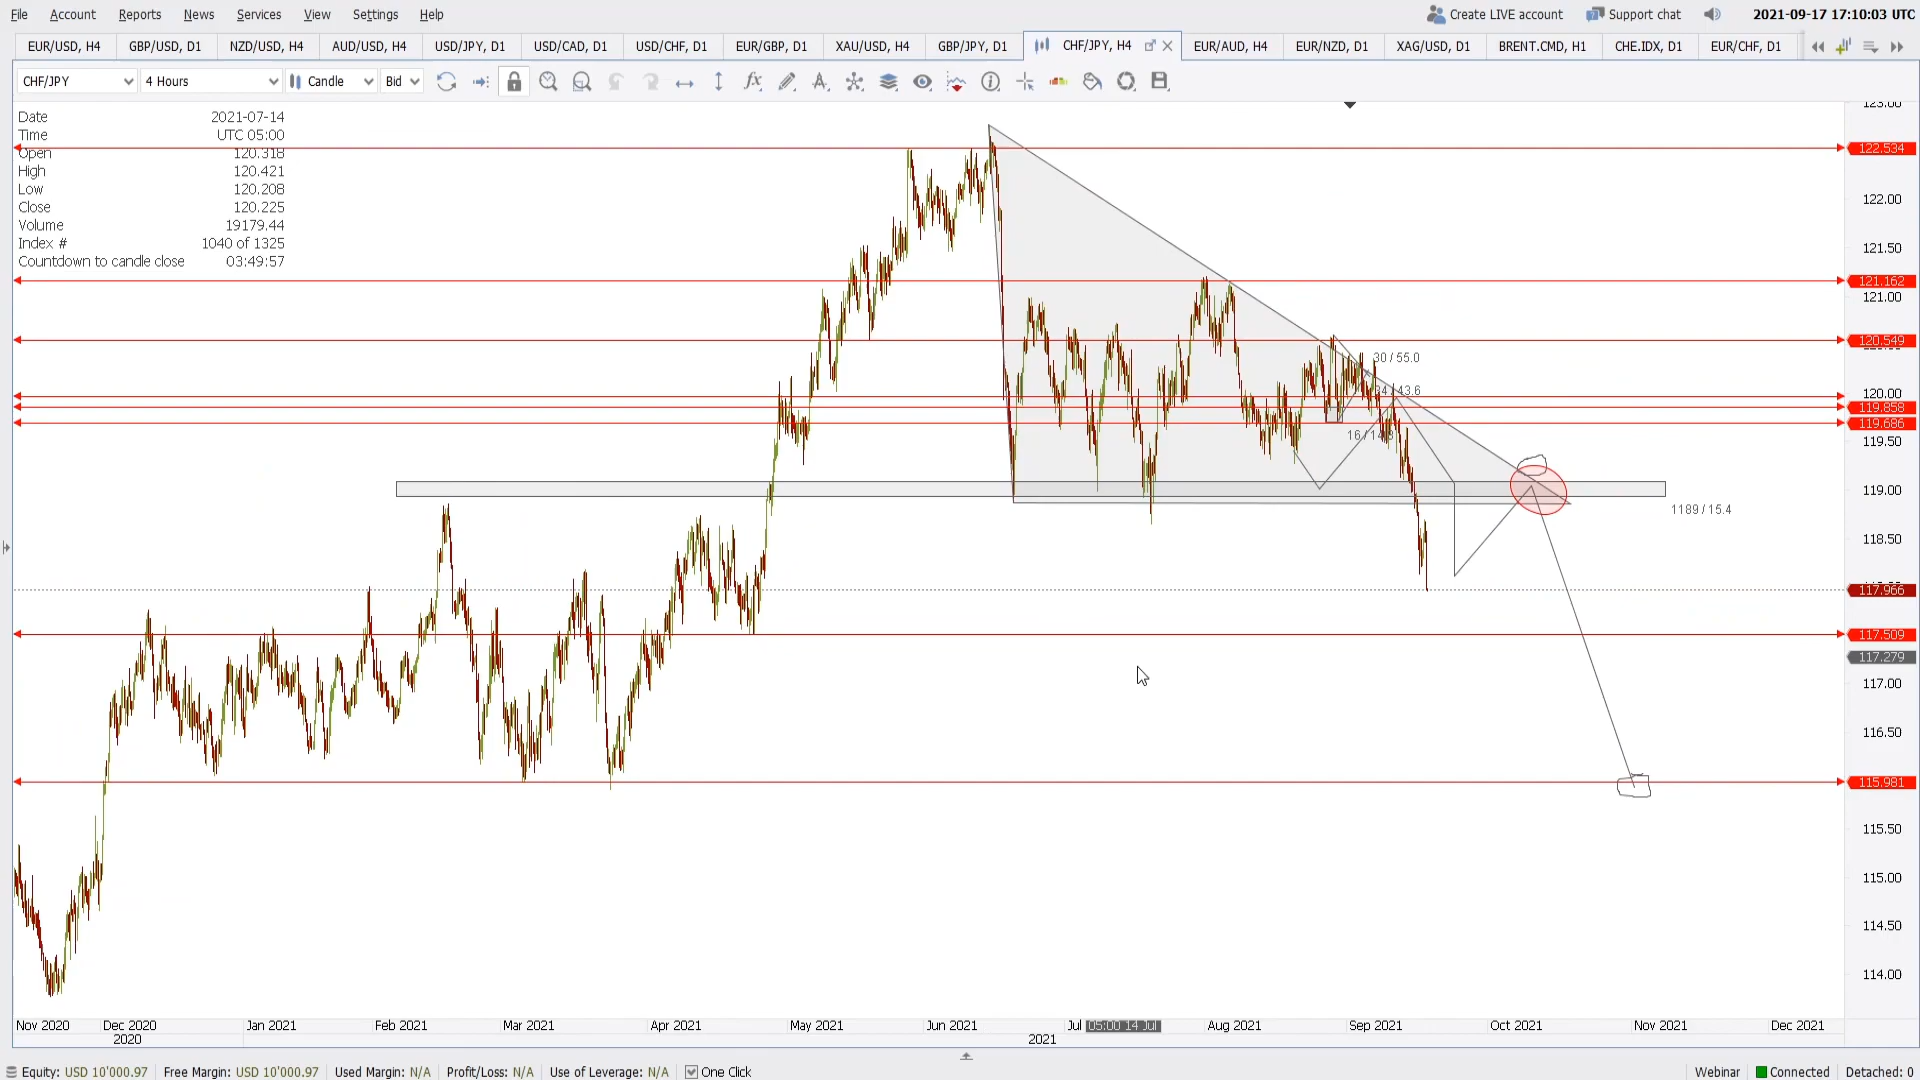 File Account Reports News Services View Settings Help Create LIVE account Support chat 2021-09-17 17:10:03 UTC
EUR/USD, H4 GBP/USD, D1 NZD/USD, H4 AUD/USD, H4 USD/JPY, D1 USD/CAD, D1 USD/CHF, D1 EUR/GBP, D1 XAU/USD, H4 GBP/JPY, D1 CHF/JPY, H4 EUR/AUD, H4 EUR/NZD, D1 XAG/USD, D1 BRENT.CMD, H1 CHE.IDX, D1 EUR/CHF, D1
CHF/JPY 4 Hours Candle Bid
123.00
Date 2021-07-14
Time UTC 05:00
Open 120.318
High 120.421
Low 120.208
Close 120.225
Volume 19179.44
Index # 1040 of 1325
Countdown to candle close 03:49:57
122.534
122.00
121.50
121.162
121.00
120.549
30 / 55.0
34 / 43.6
120.00
119.858
119.686
119.50
119.00
1189 / 15.4
118.50
117.966
117.509
117.279
117.00
116.50
115.981
115.50
115.00
114.50
114.00
Nov 2020 Dec 2020 Jan 2021 Feb 2021 Mar 2021 Apr 2021 May 2021 Jun 2021 Jul 05:00 14 Jul Aug 2021 Sep 2021 Oct 2021 Nov 2021 Dec 2021
2020 2021
Equity: USD 10'000.97 Free Margin: USD 10'000.97 Used Margin: N/A Profit/Loss: N/A Use of Leverage: N/A One Click Webinar Connected Detached: 0